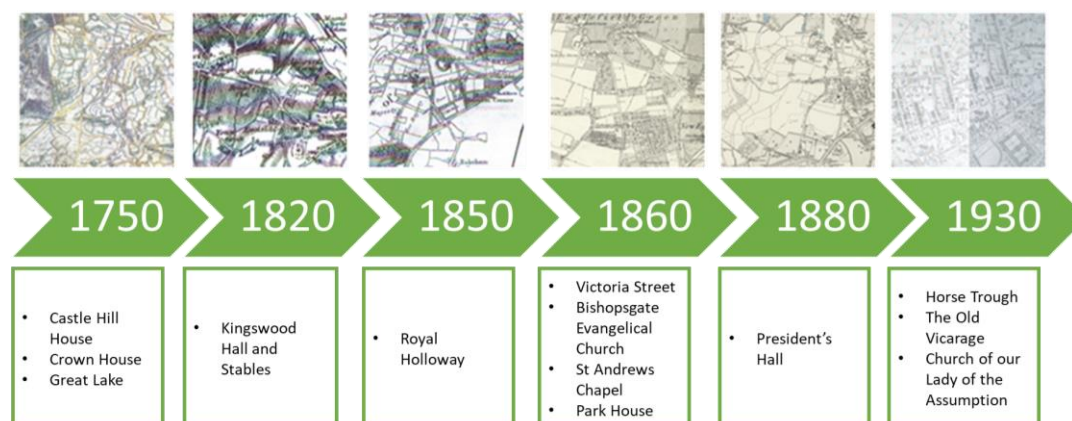 Englefield Green
1750
1820
1850
1860
1880
1930
• Castle Hill
House
• Crown House
• Great Lake
• Kingswood
Hall and
Stables
• Royal
Holloway
• Victoria Street
• Bishopsgate
Evangelical
Church
• St Andrews
Chapel
• Park House
• President's
Hall
• Horse Trough
• The Old
Vicarage
• Church of our
Lady of the
Assumption